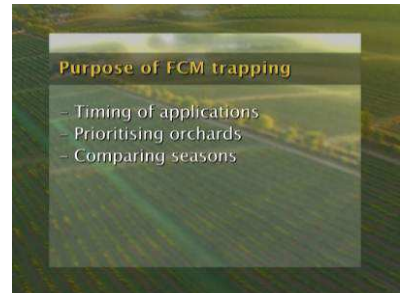 Purpose of FCM trapping
– Timing of applications
– Prioritising orchards
– Comparing seasons